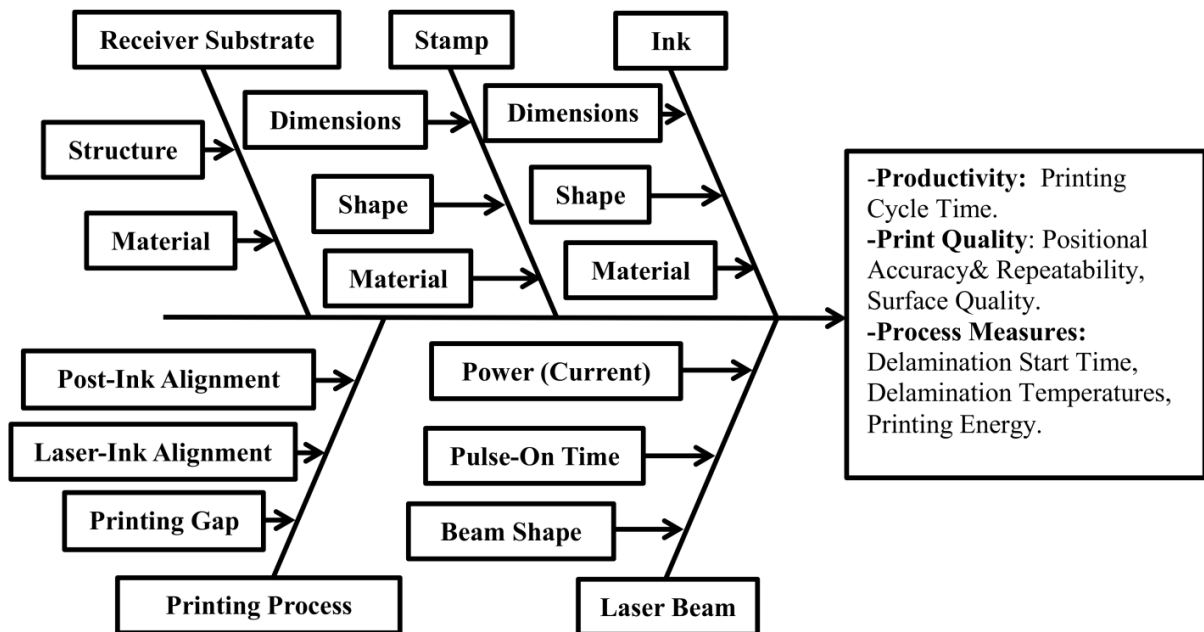 Receiver Substrate
Stamp
Ink
Structure
Material
Dimensions
Shape
Material
Dimensions
Shape
Material
Post-Ink Alignment
Laser-Ink Alignment
Printing Gap
Printing Process
Power (Current)
Pulse-On Time
Beam Shape
Laser Beam
-Productivity: Printing
Cycle Time.
-Print Quality: Positional
Accuracy& Repeatability,
Surface Quality.
-Process Measures:
Delamination Start Time,
Delamination Temperatures,
Printing Energy.